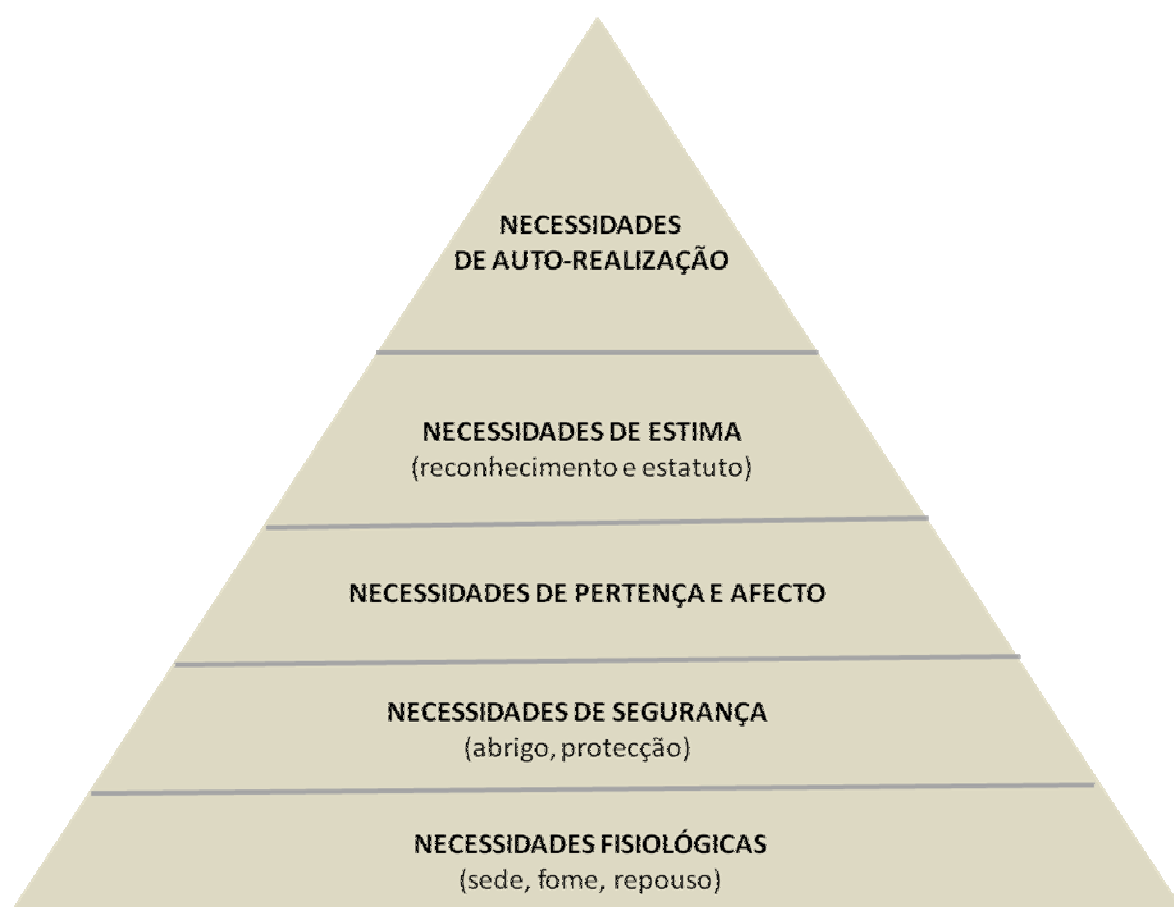 NECESSIDADES
DE AUTO-REALIZAÇÃO
NECESSIDADES DE ESTIMA
(reconhecimento e estatuto)
NECESSIDADES DE PERTENÇA E AFECTO
NECESSIDADES DE SEGURANÇA
(abrigo, protecção)
NECESSIDADES FISIOLÓGICAS
(sede, fome, repouso)